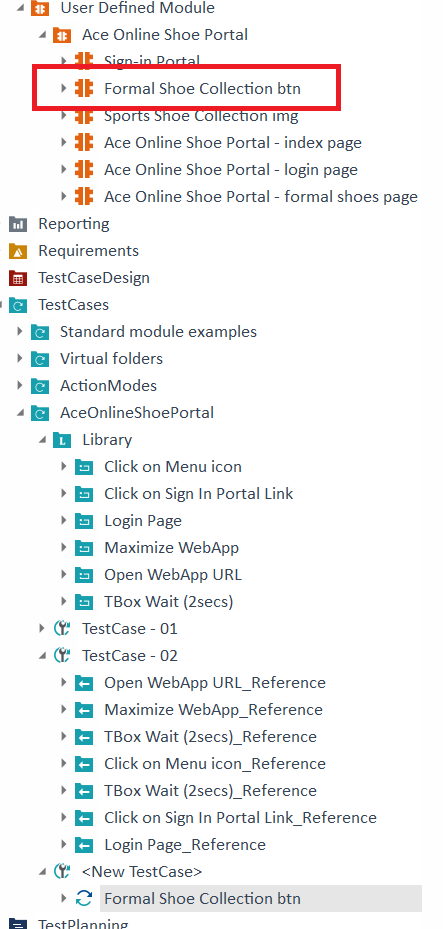 User Defined Module
Ace Online Shoe Portal
Sign-in Portal
Formal Shoe Collection btn
Sports Shoe Collection img
Ace Online Shoe Portal - index page
Ace Online Shoe Portal - login page
Ace Online Shoe Portal - formal shoes page
Reporting
Requirements
TestCaseDesign
TestCases
Standard module examples
Virtual folders
ActionModes
AceOnlineShoePortal
L Library
Click on Menu icon
Click on Sign In Portal Link
Login Page
Maximize WebApp
Open WebApp URL
TBox Wait (2secs)
TestCase - 01
TestCase - 02
Open WebApp URL_Reference
Maximize WebApp_Reference
TBox Wait (2secs)_Reference
Click on Menu icon_Reference
TBox Wait (2secs)_Reference
Click on Sign In Portal Link_Reference
Login Page_Reference
<New TestCase>
Formal Shoe Collection btn
TestPlanning